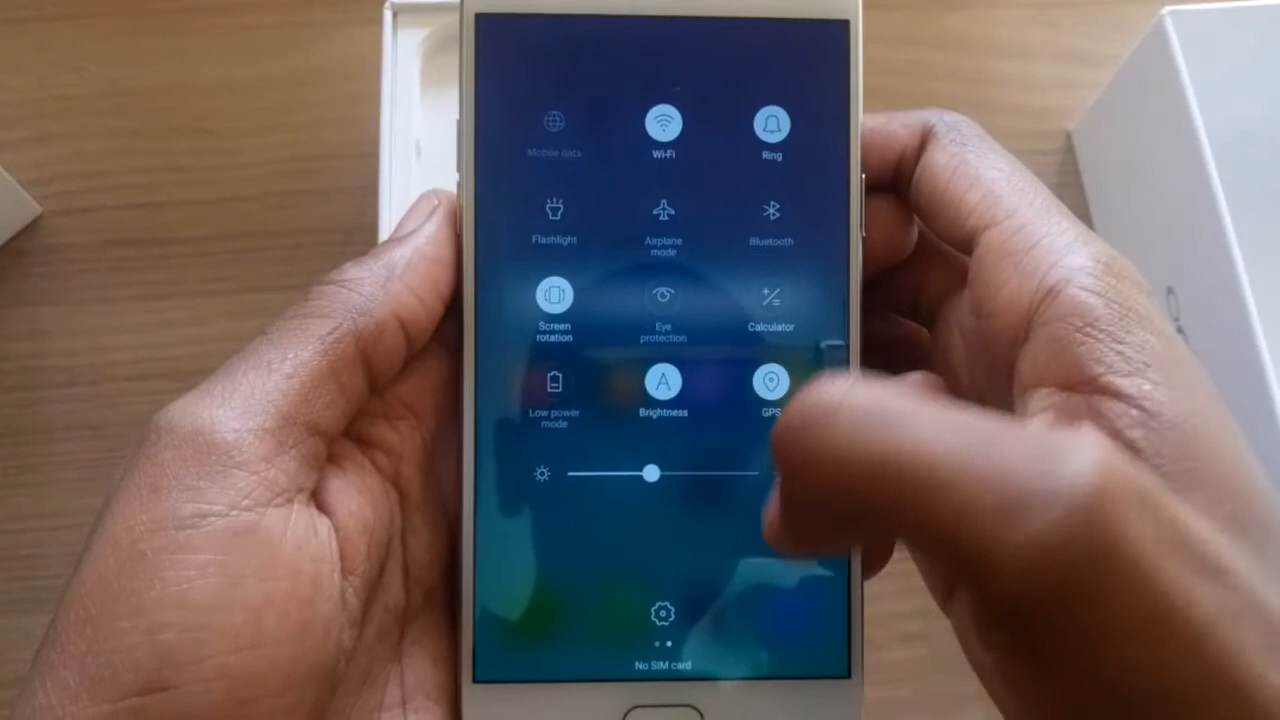 Mobile data
Wi-Fi
Ring
Flashlight
Airplane
mode
Bluetooth
Screen
rotation
Eye
protection
Calculator
Low power
mode
A
Brightness
GPS
No SIM card